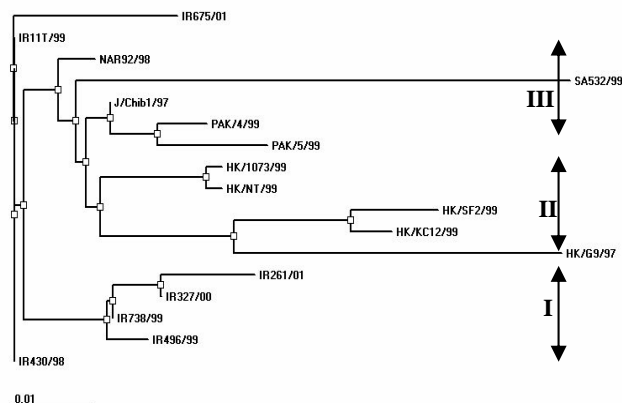 IR675/01
IR11T/99
NAR92/98
SA532/99
III
J/Chib1/97
PAK/4/99
PAK/5/99
HK/1073/99
HK/NT/99
II
HK/SF2/99
HK/KC12/99
HK/G9/97
IR261/01
IR327/00
I
IR738/99
IR496/99
IR430/98
0.01